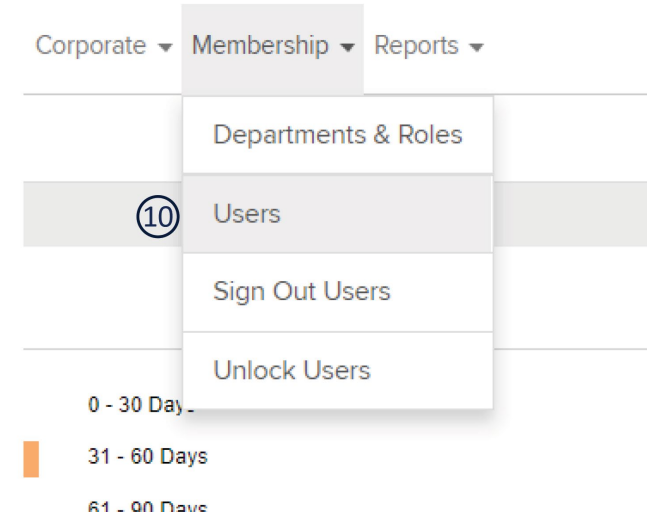 Corporate Membership Reports
Departments & Roles
10 Users
Sign Out Users
Unlock Users
0 - 30 Days
31 - 60 Days
61 - 90 Days